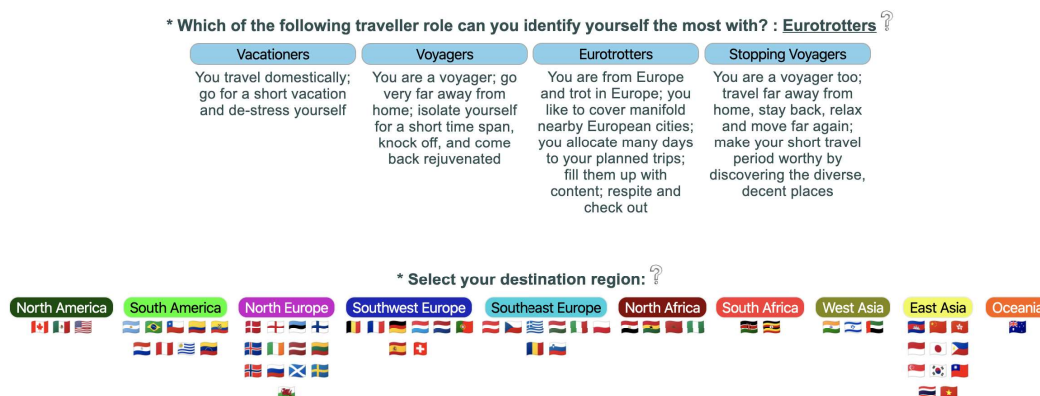 * Which of the following traveller role can you identify yourself the most with? : Eurotrotters ?
Vacationers
You travel domestically;
go for a short vacation
and de-stress yourself
Voyagers
You are a voyager; go
very far away from
home; isolate yourself
for a short time span,
knock off, and come
back rejuvenated
Eurotrotters
You are from Europe
and trot in Europe; you
like to cover manifold
nearby European cities;
you allocate many days
to your planned trips;
fill them up with
content; respite and
check out
Stopping Voyagers
You are a voyager too;
travel far away from
home, stay back, relax
and move far again;
make your short travel
period worthy by
discovering the diverse,
decent places
* Select your destination region: ?
North America
South America
North Europe
Southwest Europe
Southeast Europe
North Africa
South Africa
West Asia
East Asia
Oceania